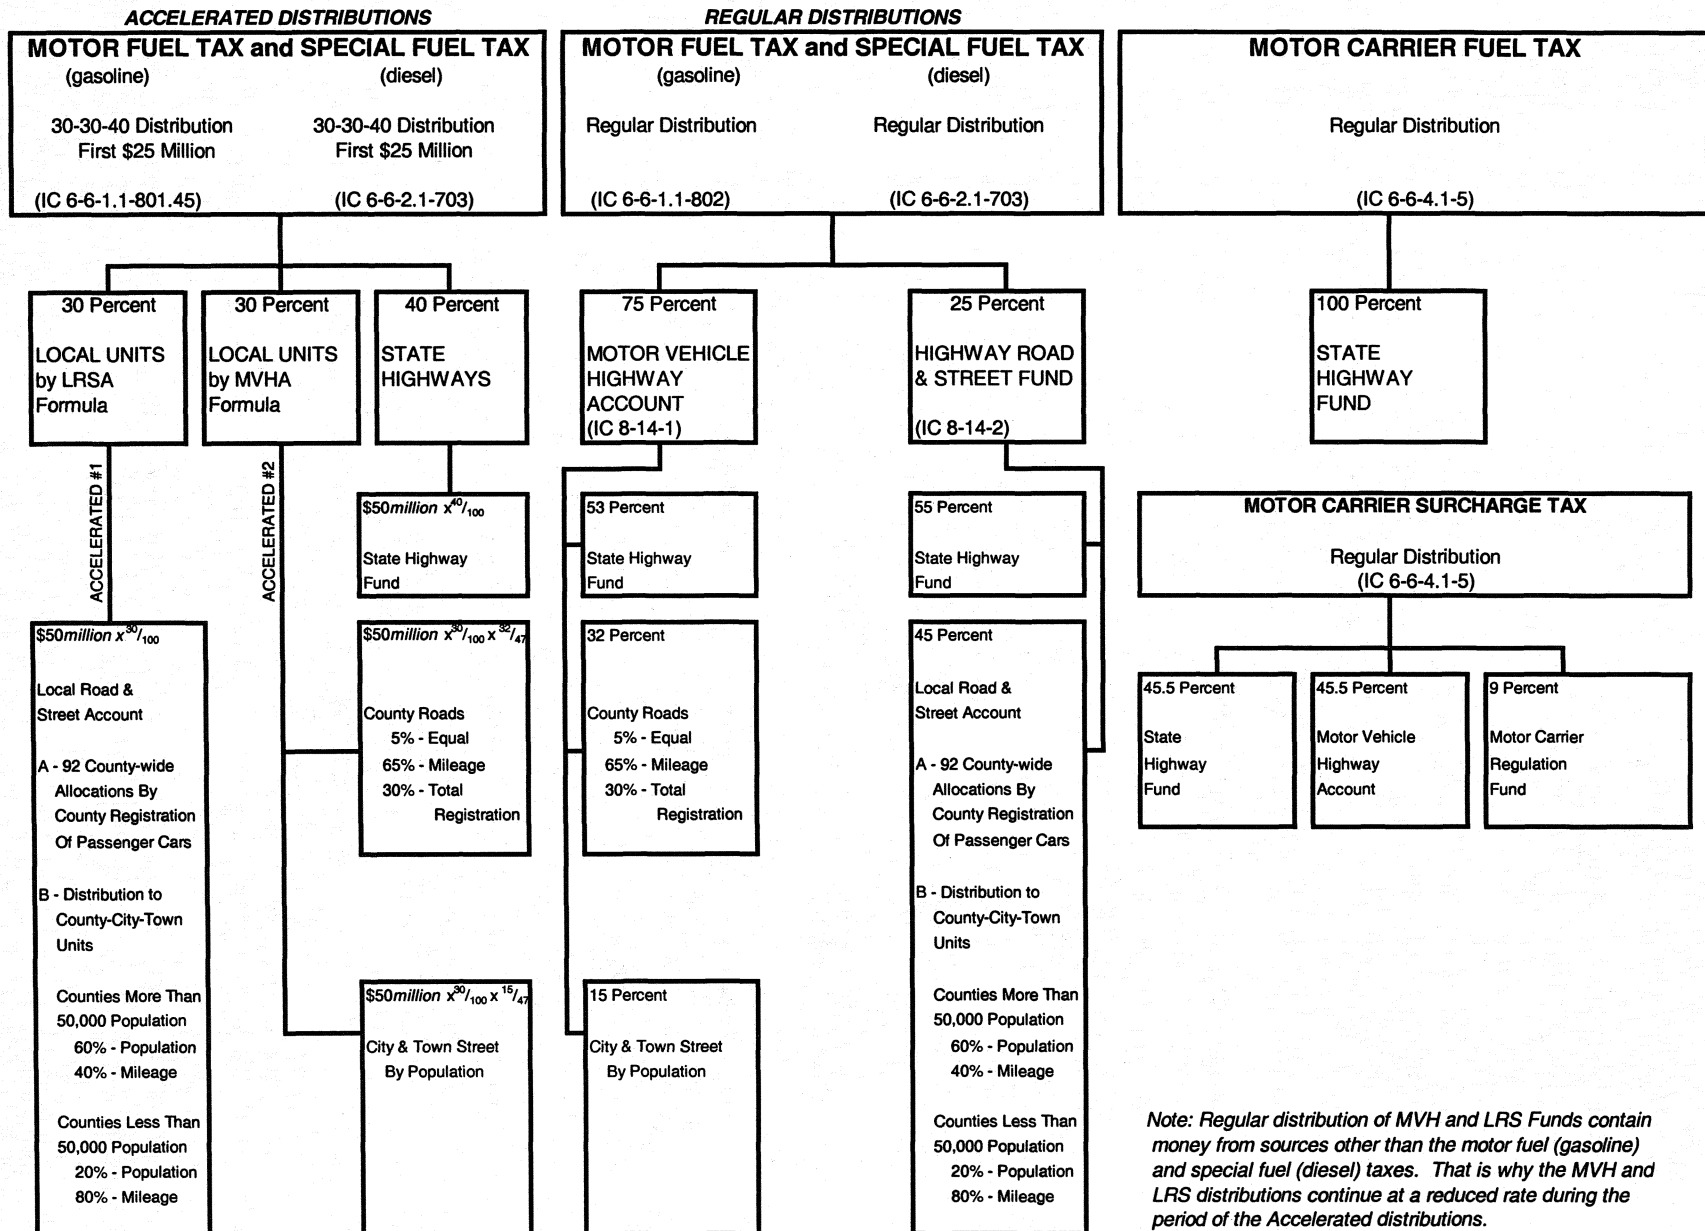 ACCELERATED DISTRIBUTIONS
MOTOR FUEL TAX and SPECIAL FUEL TAX
(gasoline) (diesel)
30-30-40 Distribution 30-30-40 Distribution
First $25 Million First $25 Million
(IC 6-6-1.1-801.45) (IC 6-6-2.1-703)
REGULAR DISTRIBUTIONS
MOTOR FUEL TAX and SPECIAL FUEL TAX
(gasoline) (diesel)
Regular Distribution Regular Distribution
(IC 6-6-1.1-802) (IC 6-6-2.1-703)
MOTOR CARRIER FUEL TAX
Regular Distribution
(IC 6-6-4.1-5)
30 Percent
LOCAL UNITS
by LRSA
Formula
30 Percent
LOCAL UNITS
by MVHA
Formula
40 Percent
STATE
HIGHWAYS
75 Percent
MOTOR VEHICLE
HIGHWAY
ACCOUNT
(IC 8-14-1)
25 Percent
HIGHWAY ROAD
& STREET FUND
(IC 8-14-2)
100 Percent
STATE
HIGHWAY
FUND
ACCELERATED #1
ACCELERATED #2
$50million x 40/100
State Highway
Fund
53 Percent
State Highway
Fund
55 Percent
State Highway
Fund
MOTOR CARRIER SURCHARGE TAX
Regular Distribution
(IC 6-6-4.1-5)
$50million x 30/100
Local Road &
Street Account
A - 92 County-wide
Allocations By
County Registration
Of Passenger Cars
B - Distribution to
County-City-Town
Units
Counties More Than
50,000 Population
60% - Population
40% - Mileage
Counties Less Than
50,000 Population
20% - Population
80% - Mileage
$50million x 30/100 x 32/47
County Roads
5% - Equal
65% - Mileage
30% - Total
Registration
32 Percent
County Roads
5% - Equal
65% - Mileage
30% - Total
Registration
45 Percent
Local Road &
Street Account
A - 92 County-wide
Allocations By
County Registration
Of Passenger Cars
B - Distribution to
County-City-Town
Units
Counties More Than
50,000 Population
60% - Population
40% - Mileage
Counties Less Than
50,000 Population
20% - Population
80% - Mileage
45.5 Percent
State
Highway
Fund
45.5 Percent
Motor Vehicle
Highway
Account
9 Percent
Motor Carrier
Regulation
Fund
$50million x 30/100 x 15/47
City & Town Street
By Population
15 Percent
City & Town Street
By Population
Note: Regular distribution of MVH and LRS Funds contain
money from sources other than the motor fuel (gasoline)
and special fuel (diesel) taxes. That is why the MVH and
LRS distributions continue at a reduced rate during the
period of the Accelerated distributions.